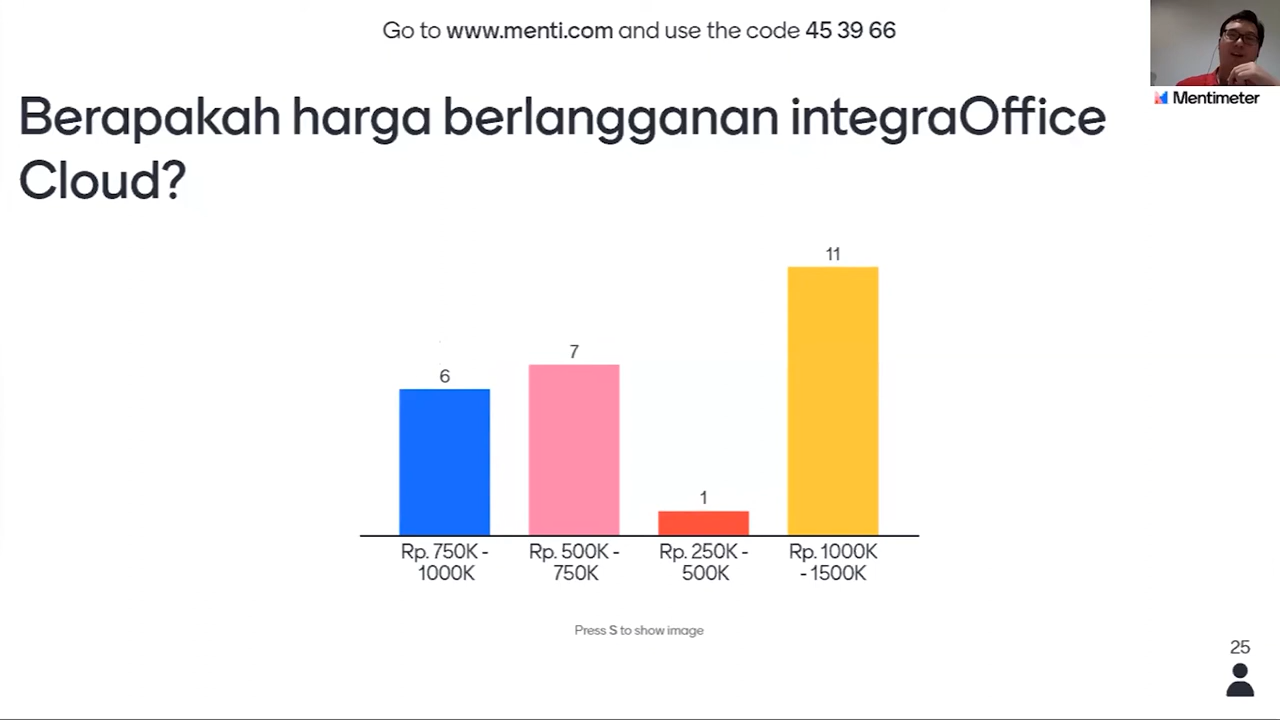 Go to www.menti.com and use the code 45 39 66
Mentimeter
Berapakah harga berlangganan integraOffice
Cloud?
6
7
1
11
Rp. 750K -
1000K
Rp. 500K -
750K
Rp. 250K -
500K
Rp. 1000K
- 1500K
Press S to show image
25